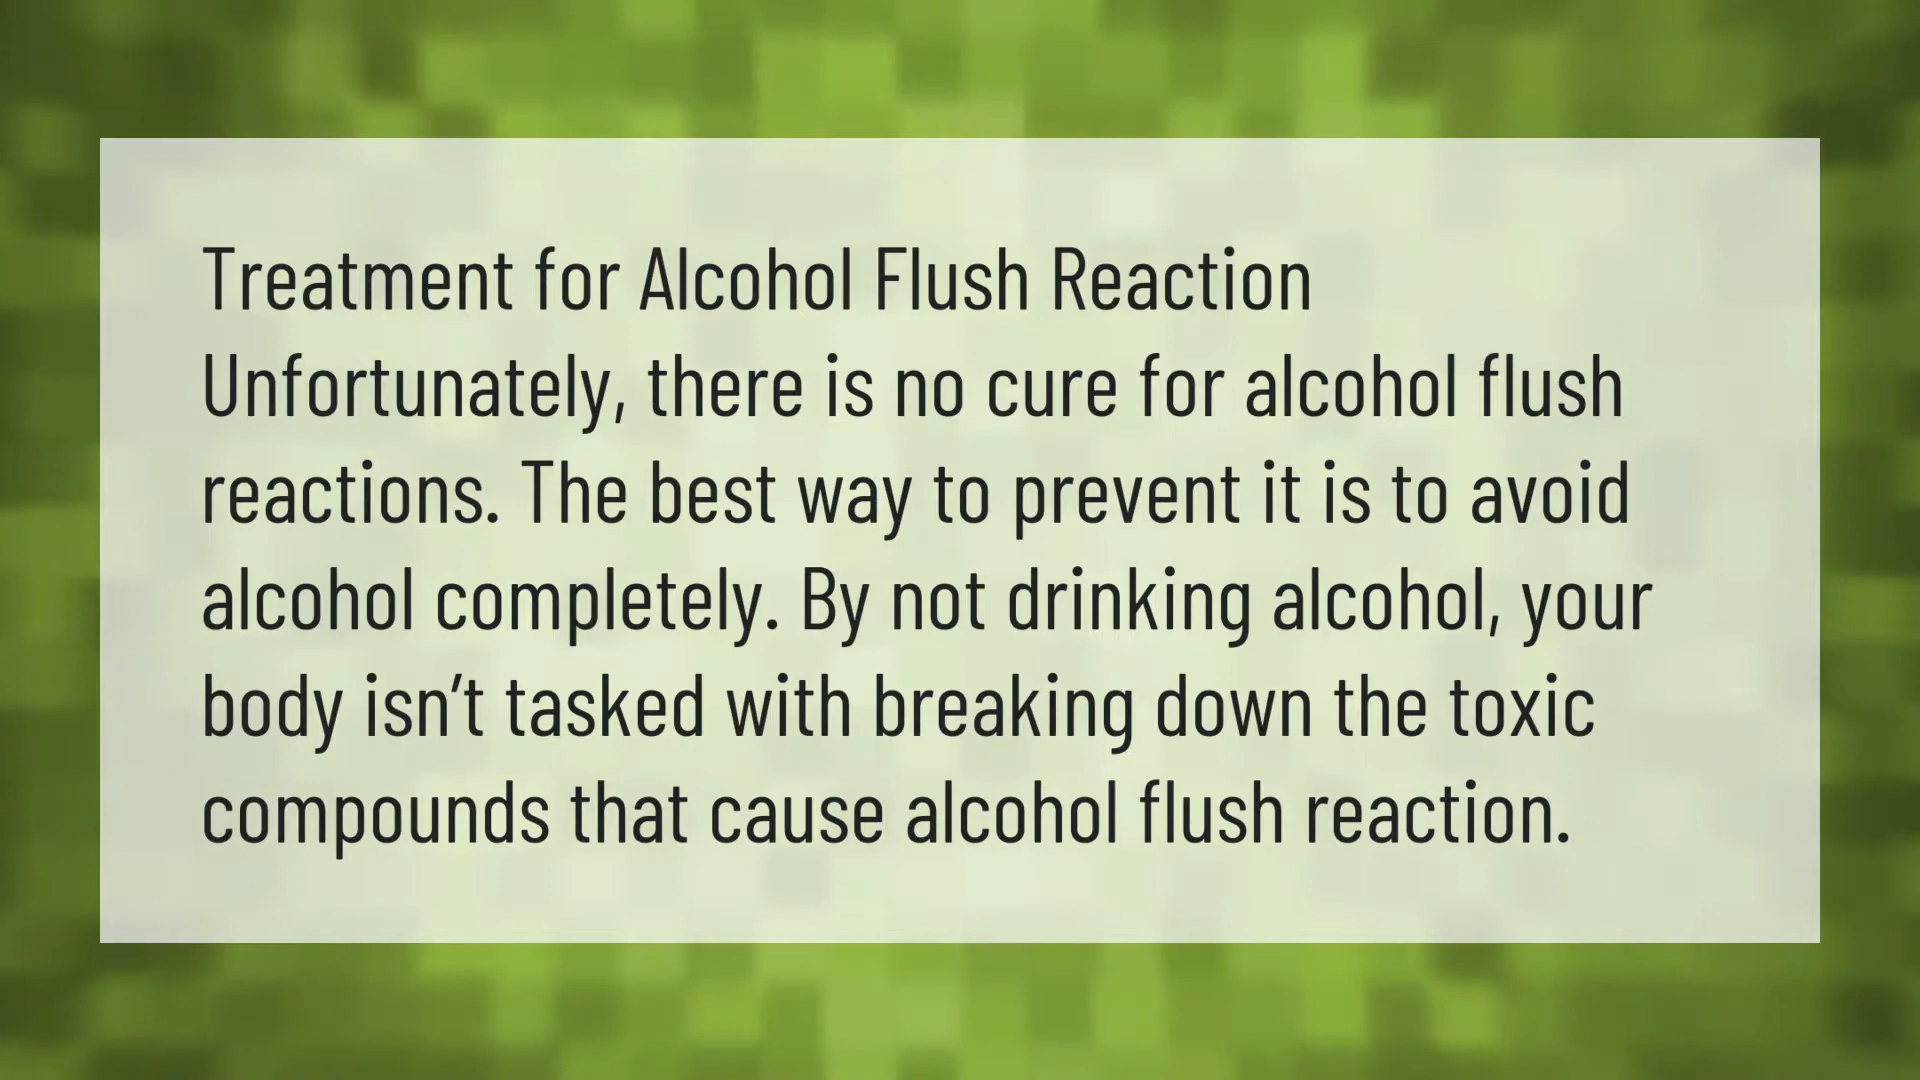 Treatment for Alcohol Flush Reaction
Unfortunately, there is no cure for alcohol flush
reactions. The best way to prevent it is to avoid
alcohol completely. By not drinking alcohol, your
body isn’t tasked with breaking down the toxic
compounds that cause alcohol flush reaction.